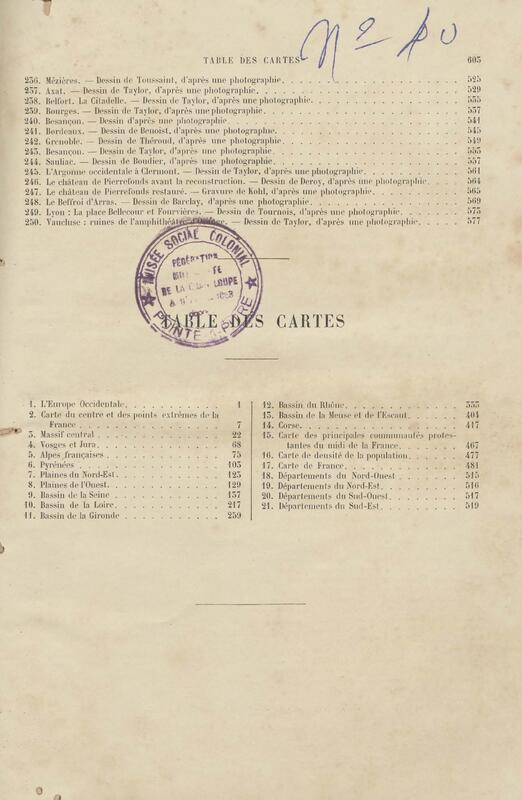 Nº
TABLE DES CARTES
605
236. Mézières. — Dessin de Toussaint, d'après une photographie. 525
237. Axat. — Dessin de Taylor, d'après une photographie. 529
238. Belfort. La Citadelle. — Dessin de Taylor, d'après une photographie. 535
239. Bourges. — Dessin de Taylor, d'après une photographie. 537
240. Besançon. — Dessin d'après une photographie 541
241. Bordeaux. — Dessin de Benoist, d'après une photographie. 545
242. Grenoble. — Dessin de Théroud, d'après une photographie. 549
243. Besançon. — Dessin de Taylor, d'après une photographie. 555
244. Sauliac. — Dessin de Boudier, d'après une photographie. 557
245. L'Argonne occidentale à Clermont. — Dessin de Taylor, d'après une photographie. 561
246. Le château de Pierrefonds avant la reconstruction. — Dessin de Deroy, d'après une photographie. 564
247. Le château de Pierrefonds restauré. — Gravure de Kohl, d'après une photographie. 565
248. Le Beffroi d'Arras. — Dessin de Barclay, d'après une photographie. 569
249. Lyon : La place Bellecour et Fourvières. — Dessin de Tournois, d'après une photographie. 573
250. Vaucluse : ruines de l'amphithéâtre d'Orange. — Dessin de Taylor, d'après une photographie. 577
MUSÉE SOCIAL COLONIAL
FÉDÉRATION
DE LA GUADELOUPE
POINTE-A-PITRE
TABLE DES CARTES
1. L'Europe Occidentale. 1
2. Carte du centre et des points extrêmes de la
France 7
3. Massif central 22
4. Vosges et Jura. 68
5. Alpes françaises 75
6. Pyrénées 103
7. Plaines du Nord-Est. 125
8. Plaines de l'Ouest. 129
9. Bassin de la Seine 157
10. Bassin de la Loire. 217
11. Bassin de la Gironde 259
12. Bassin du Rhône. 333
13. Bassin de la Meuse et de l'Escaut. 404
14. Corse. 417
15. Carte des principales communautés protes-
tantes du midi de la France. 467
16. Carte de densité de la population. 477
17. Carte de France. 481
18. Départements du Nord-Ouest 515
19. Départements du Nord-Est. 516
20. Départements du Sud-Ouest. 517
21. Départements du Sud-Est. 519